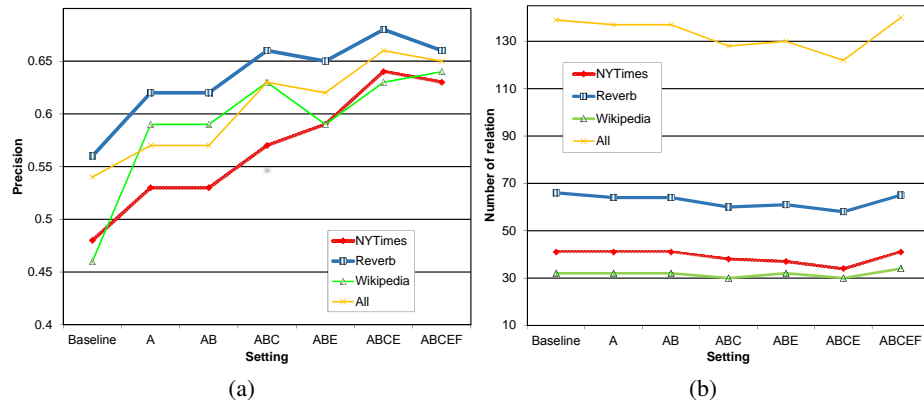 0.65
0.6
0.55
0.5
0.45
0.4
Precision
NYTimes
Reverb
Wikipedia
All
Baseline A AB ABC ABE ABCE ABCEF
Setting
(a)
130
110
90
70
50
30
10
Number of relation
NYTimes
Reverb
Wikipedia
All
Baseline A AB ABC ABE ABCE ABCEF
Setting
(b)